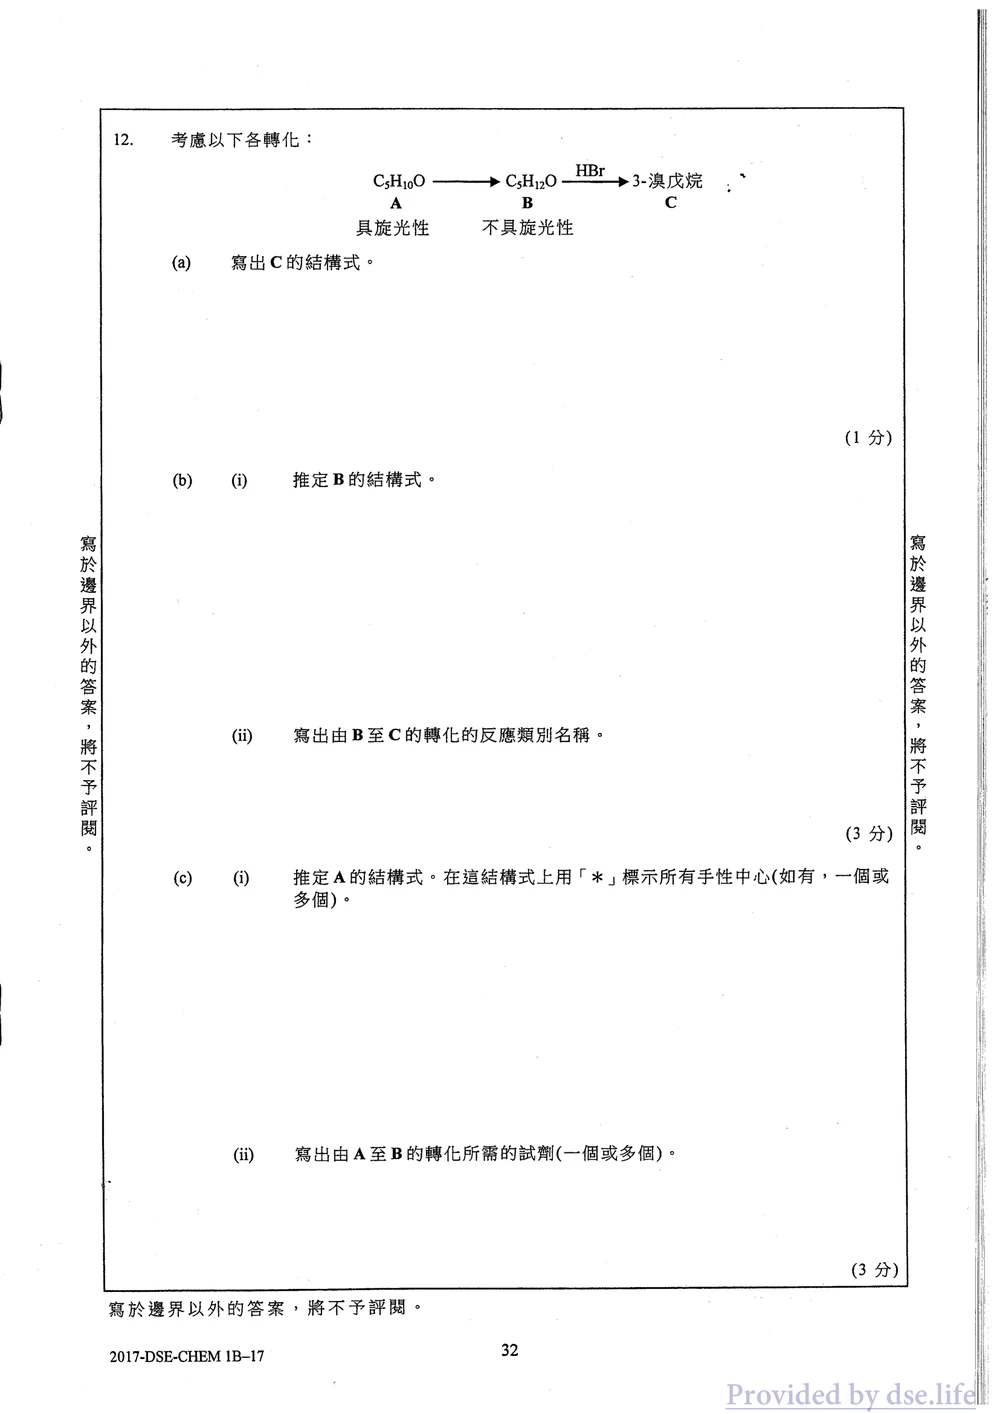 12. 考慮以下各轉化：
C₅H₁₀O ⟶ C₅H₁₂O HBr⟶ 3-溴戊烷
A B C
具旋光性 不具旋光性
(a) 寫出 C 的結構式。
(1 分)
(b) (i) 推定 B 的結構式。
(ii) 寫出由 B 至 C 的轉化的反應類別名稱。
(3 分)
(c) (i) 推定 A 的結構式。在這結構式上用「＊」標示所有手性中心(如有，一個或
多個)。
(ii) 寫出由 A 至 B 的轉化所需的試劑(一個或多個)。
(3 分)
寫於邊界以外的答案，將不予評閱。
寫於邊界以外的答案，將不予評閱。
寫於邊界以外的答案，將不予評閱。
2017-DSE-CHEM 1B–17
32
Provided by dse.life